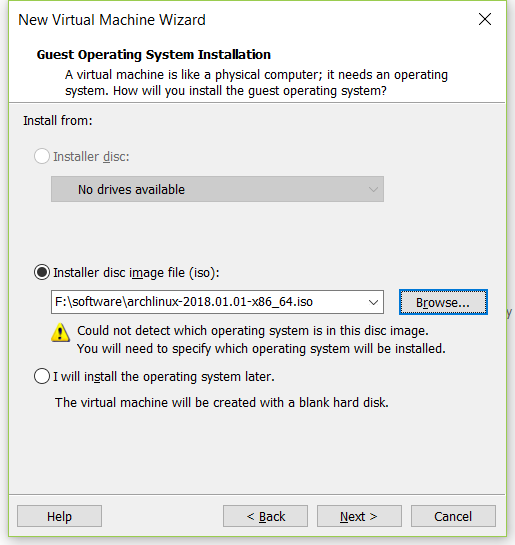 New Virtual Machine Wizard
Guest Operating System Installation
A virtual machine is like a physical computer; it needs an operating
system. How will you install the guest operating system?
Install from:
Installer disc:
No drives available
Installer disc image file (iso):
F:\software\archlinux-2018.01.01-x86_64.iso
Browse...
Could not detect which operating system is in this disc image.
You will need to specify which operating system will be installed.
I will install the operating system later.
The virtual machine will be created with a blank hard disk.
Help
< Back
Next >
Cancel